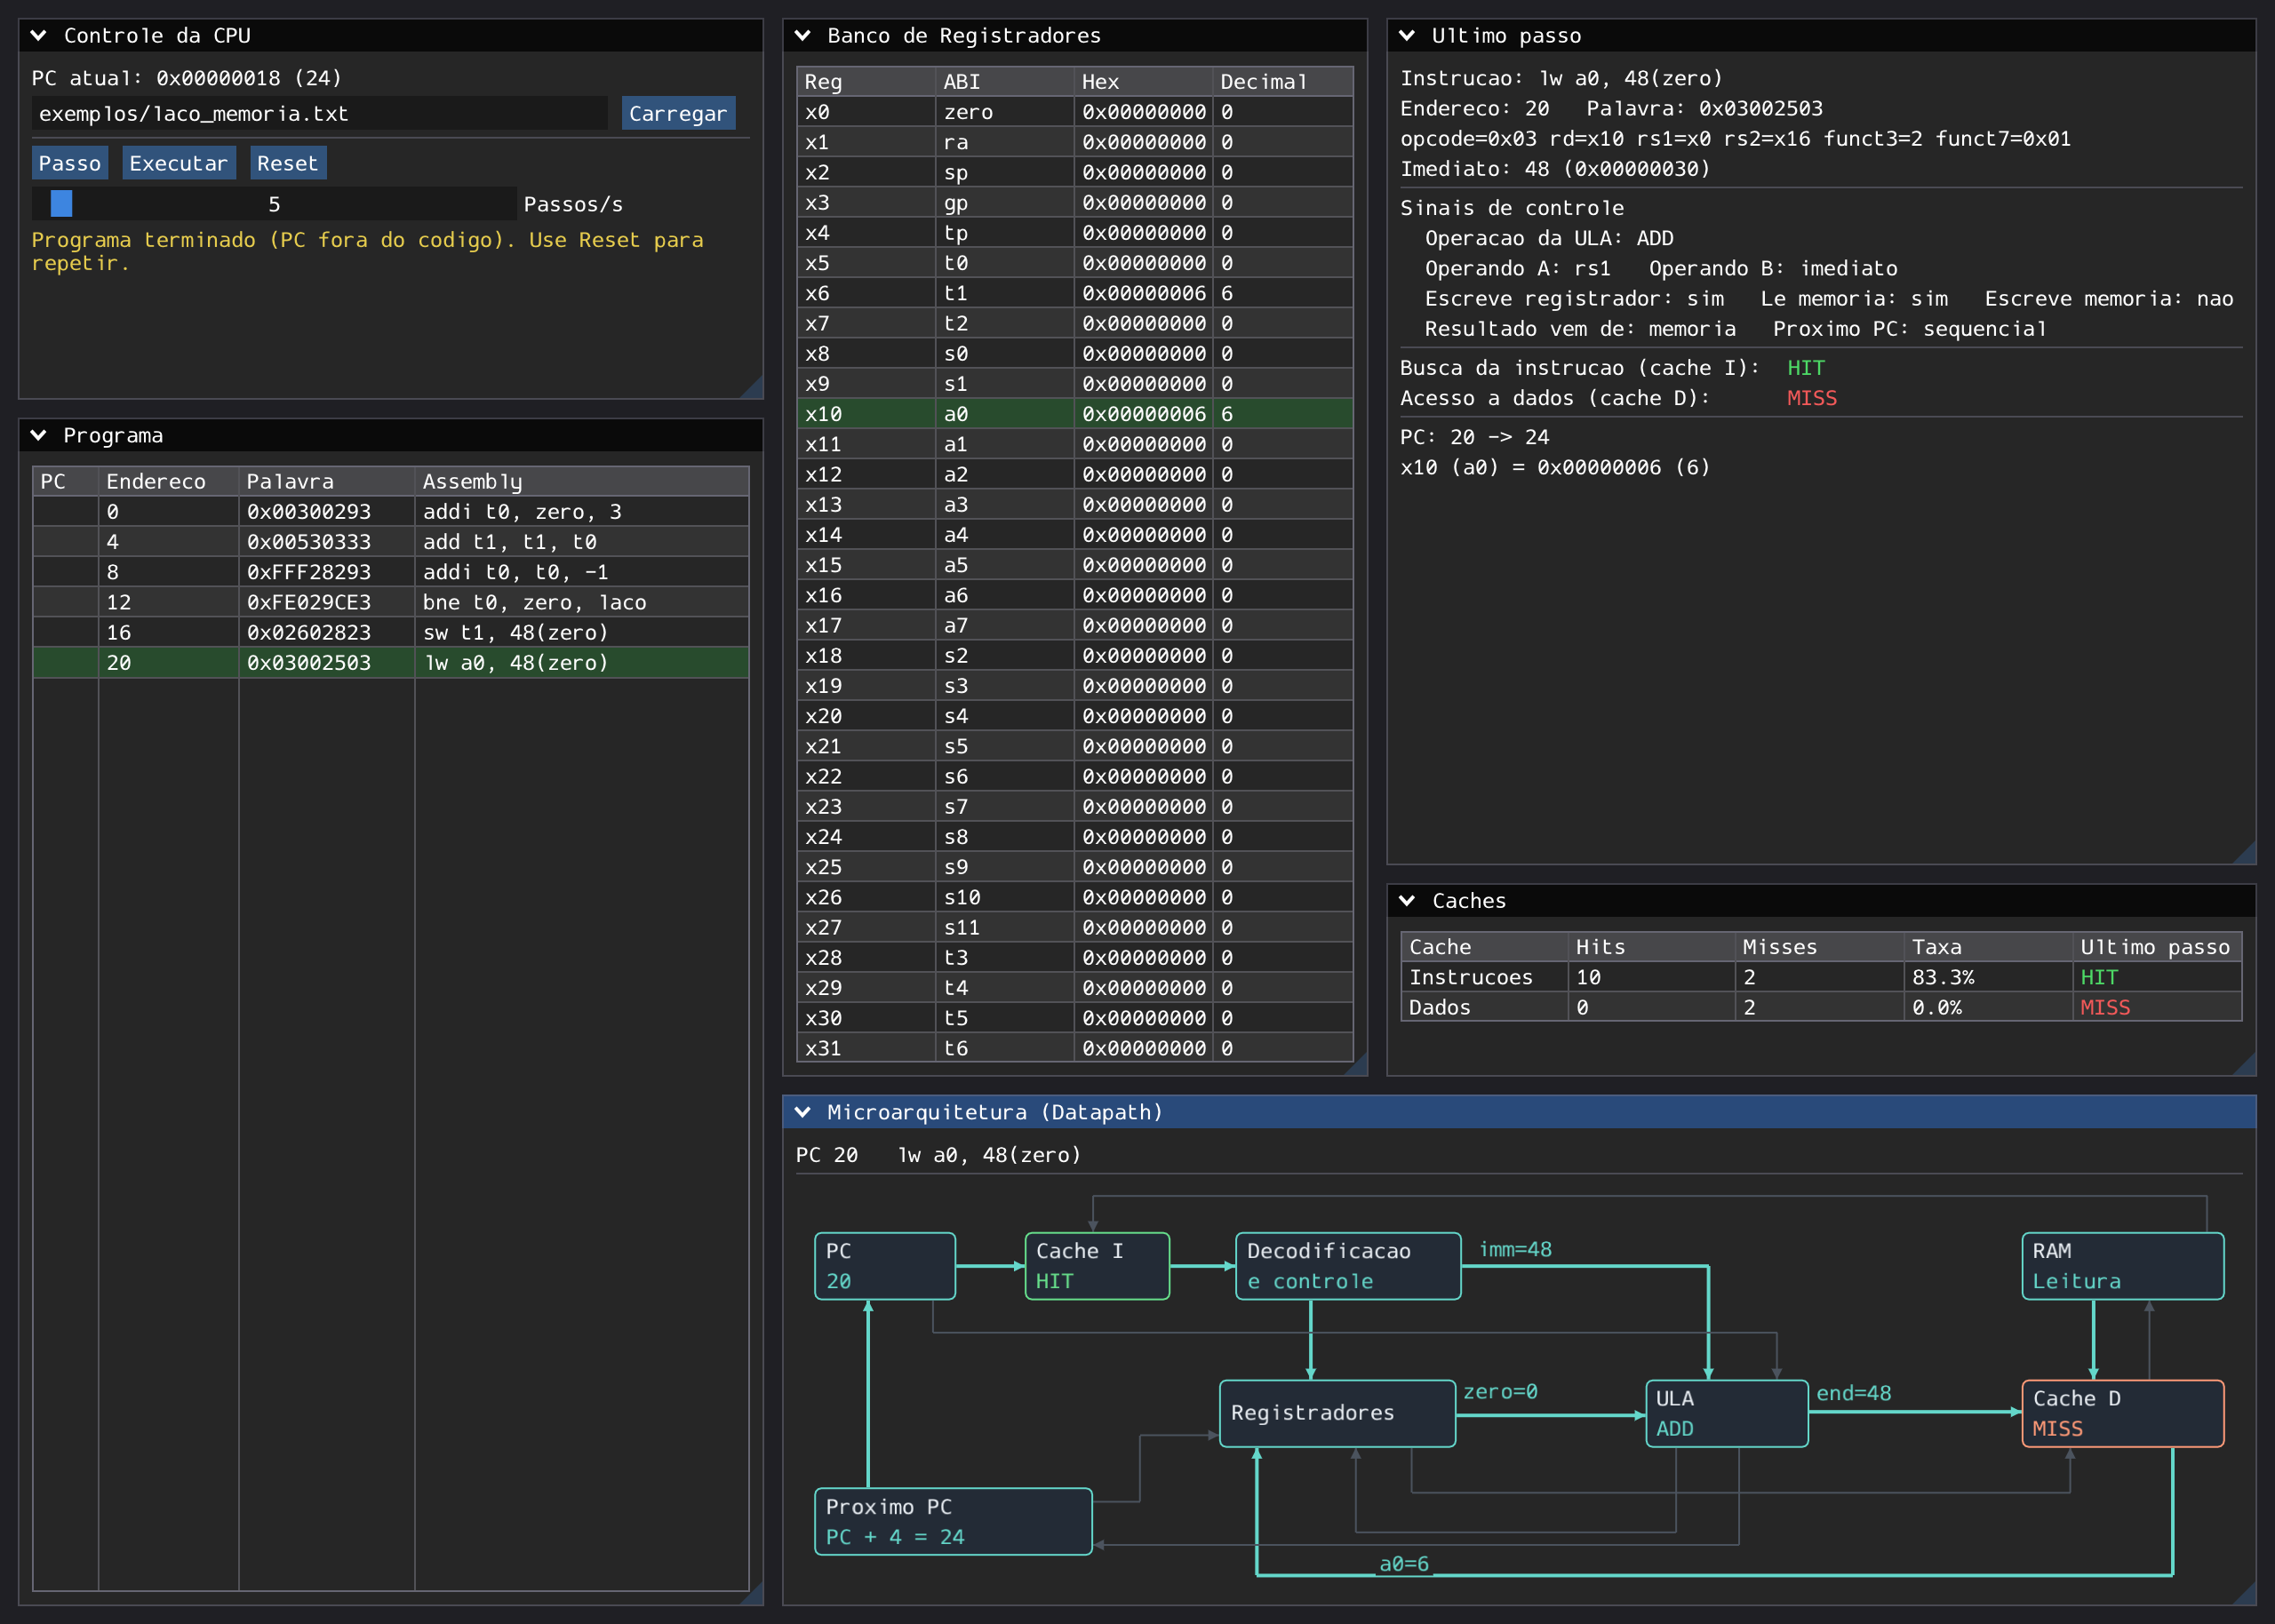 Controle da CPU
PC atual: 0x00000018 (24)
exemplos/laco_memoria.txt Carregar
Passo Executar Reset
5 Passos/s
Programa terminado (PC fora do codigo). Use Reset para
repetir.
Programa
PC Endereco Palavra Assembly
0 0x00300293 addi t0, zero, 3
4 0x00530333 add t1, t1, t0
8 0xFFF28293 addi t0, t0, -1
12 0xFE029CE3 bne t0, zero, laco
16 0x02602823 sw t1, 48(zero)
20 0x03002503 lw a0, 48(zero)
Banco de Registradores
Reg ABI Hex Decimal
x0 zero 0x00000000 0
x1 ra 0x00000000 0
x2 sp 0x00000000 0
x3 gp 0x00000000 0
x4 tp 0x00000000 0
x5 t0 0x00000000 0
x6 t1 0x00000006 6
x7 t2 0x00000000 0
x8 s0 0x00000000 0
x9 s1 0x00000000 0
x10 a0 0x00000006 6
x11 a1 0x00000000 0
x12 a2 0x00000000 0
x13 a3 0x00000000 0
x14 a4 0x00000000 0
x15 a5 0x00000000 0
x16 a6 0x00000000 0
x17 a7 0x00000000 0
x18 s2 0x00000000 0
x19 s3 0x00000000 0
x20 s4 0x00000000 0
x21 s5 0x00000000 0
x22 s6 0x00000000 0
x23 s7 0x00000000 0
x24 s8 0x00000000 0
x25 s9 0x00000000 0
x26 s10 0x00000000 0
x27 s11 0x00000000 0
x28 t3 0x00000000 0
x29 t4 0x00000000 0
x30 t5 0x00000000 0
x31 t6 0x00000000 0
Ultimo passo
Instrucao: lw a0, 48(zero)
Endereco: 20 Palavra: 0x03002503
opcode=0x03 rd=x10 rs1=x0 rs2=x16 funct3=2 funct7=0x01
Imediato: 48 (0x00000030)
Sinais de controle
Operacao da ULA: ADD
Operando A: rs1 Operando B: imediato
Escreve registrador: sim Le memoria: sim Escreve memoria: nao
Resultado vem de: memoria Proximo PC: sequencial
Busca da instrucao (cache I): HIT
Acesso a dados (cache D): MISS
PC: 20 -> 24
x10 (a0) = 0x00000006 (6)
Caches
Cache Hits Misses Taxa Ultimo passo
Instrucoes 10 2 83.3% HIT
Dados 0 2 0.0% MISS
Microarquitetura (Datapath)
PC 20 lw a0, 48(zero)
PC
20
Cache I
HIT
Decodificacao
e controle
imm=48
RAM
Leitura
Registradores
zero=0
ULA
ADD
end=48
Cache D
MISS
Proximo PC
PC + 4 = 24
a0=6